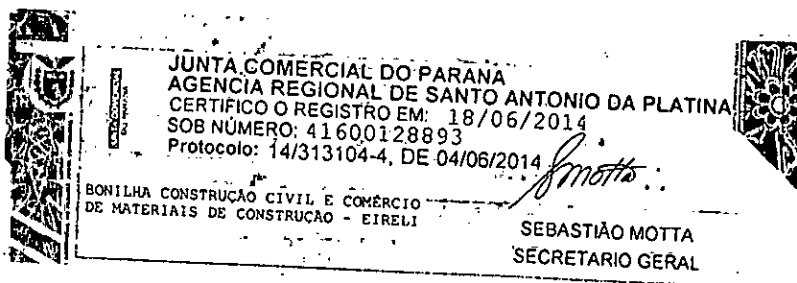 JUNTA COMERCIAL DO PARANA
AGENCIA REGIONAL DE SANTO ANTONIO DA PLATINA
CERTIFICO O REGISTRO EM: 18/06/2014
SOB NÚMERO: 41600128893
Protocolo: 14/313104-4, DE 04/06/2014
Smotta
BONILHA CONSTRUÇÃO CIVIL E COMÉRCIO
DE MATERIAIS DE CONSTRUÇÃO - EIRELI
SEBASTIÃO MOTTA
SECRETARIO GERAL